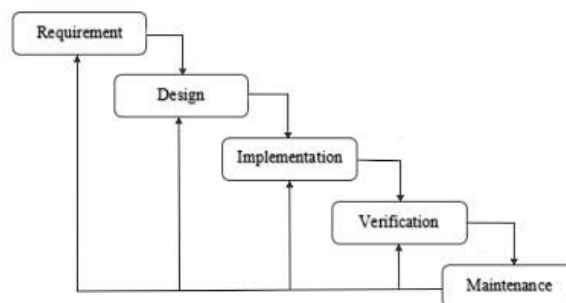 Requirement
Design
Implementation
Verification
Maintenance